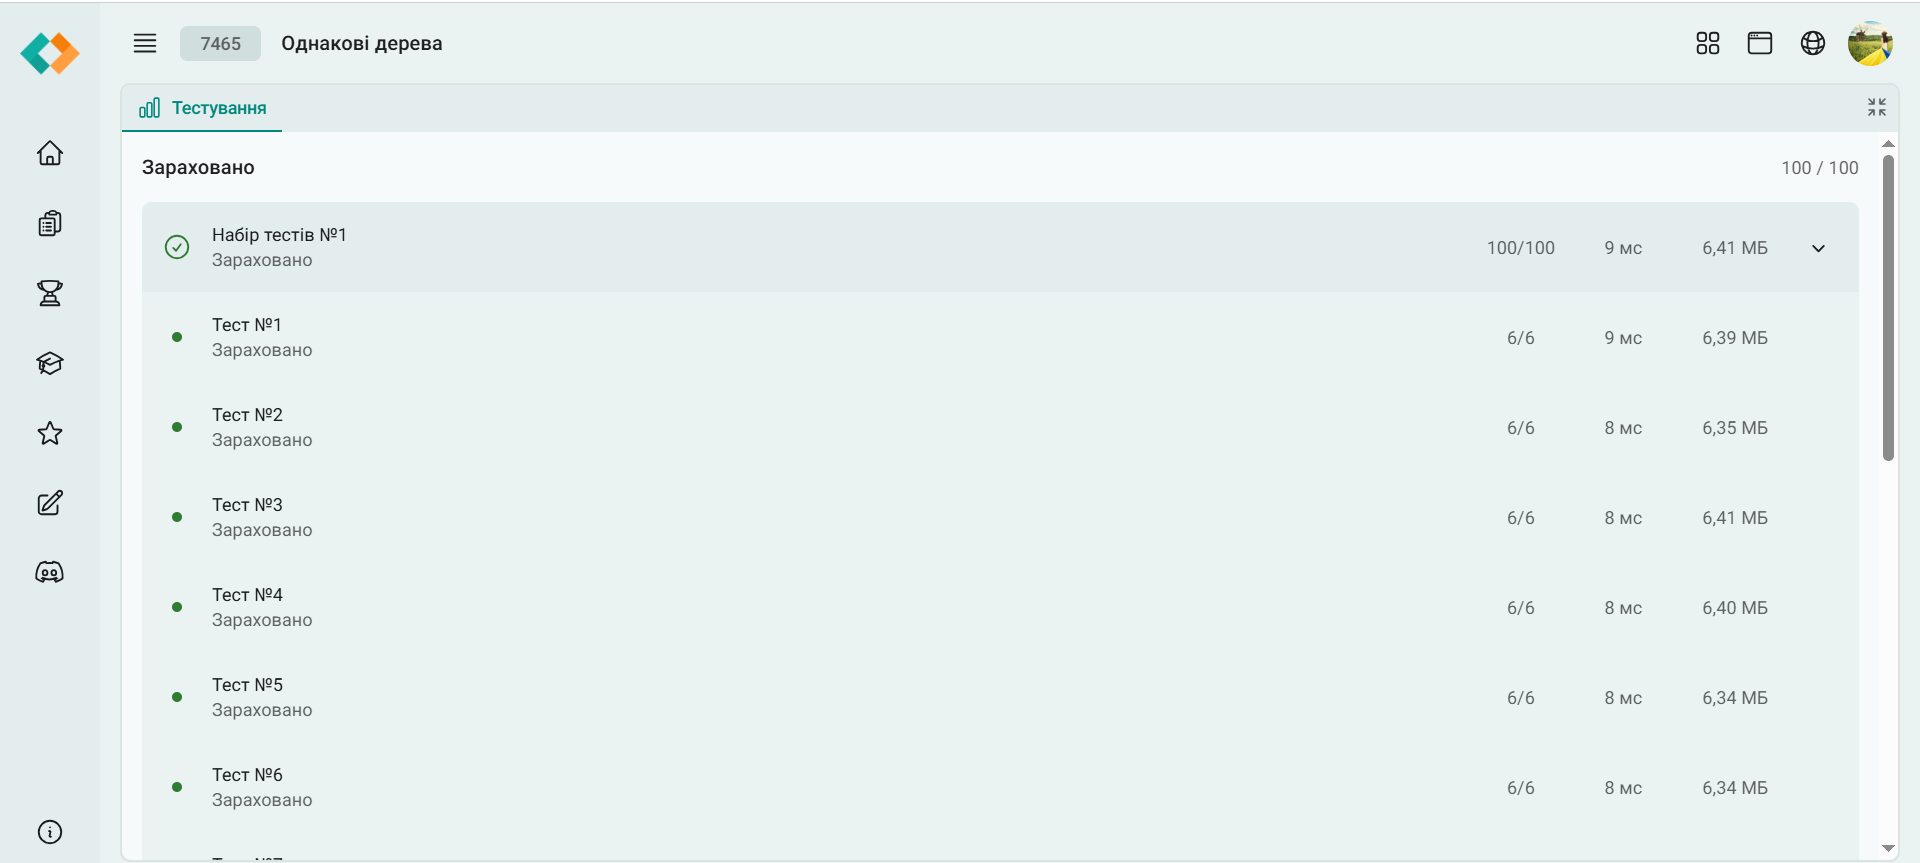 7465 Однакові дерева
Тестування
Зараховано 100 / 100
Набір тестів №1
Зараховано
100/100 9 мс 6,41 МБ
Тест №1
Зараховано
6/6 9 мс 6,39 МБ
Тест №2
Зараховано
6/6 8 мс 6,35 МБ
Тест №3
Зараховано
6/6 8 мс 6,41 МБ
Тест №4
Зараховано
6/6 8 мс 6,40 МБ
Тест №5
Зараховано
6/6 8 мс 6,34 МБ
Тест №6
Зараховано
6/6 8 мс 6,34 МБ